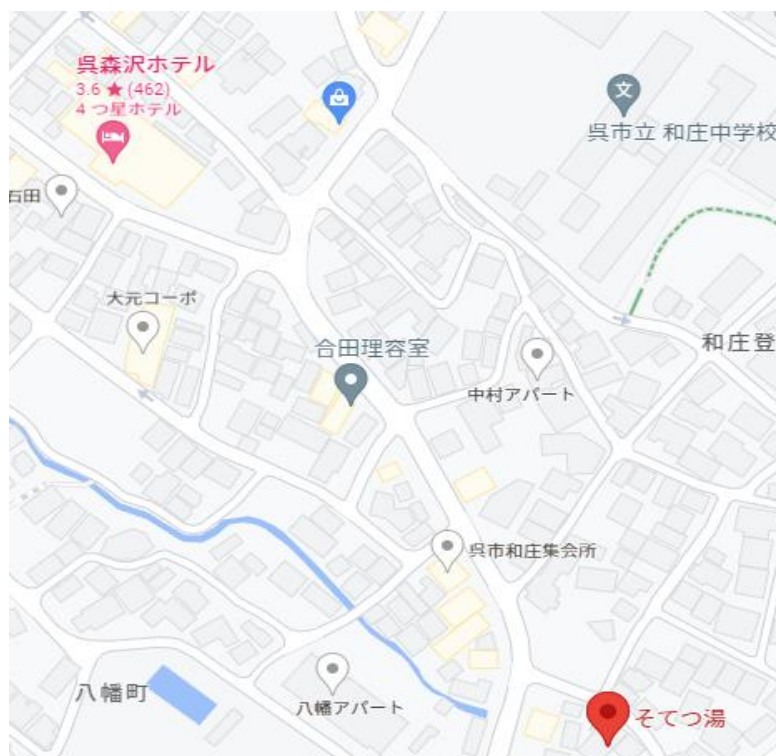 呉森沢ホテル
3.6 ★ (462)
4 つ星ホテル
文
呉市立 和庄中学校
石田
大元コーポ
合田理容室
和庄登
中村アパート
呉市和庄集会所
八幡町
八幡アパート
そてつ湯